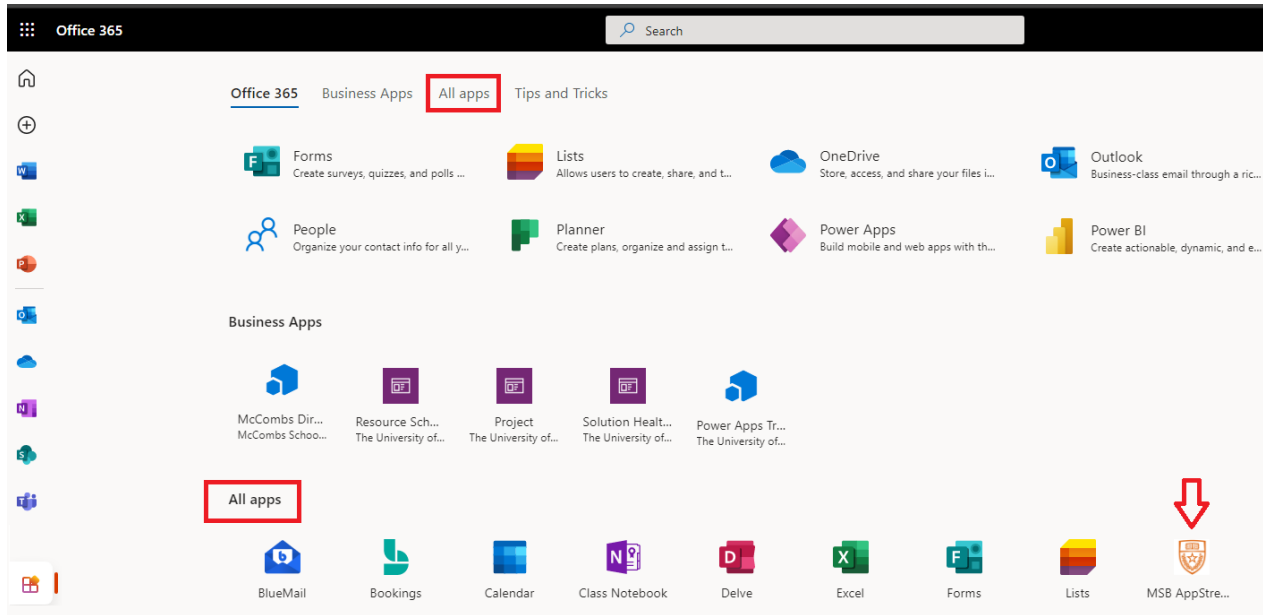 Office 365
Search
Office 365 Business Apps All apps Tips and Tricks
Forms
Create surveys, quizzes, and polls ...
Lists
Allows users to create, share, and t...
OneDrive
Store, access, and share your files i...
Outlook
Business-class email through a ric...
People
Organize your contact info for all y...
Planner
Create plans, organize and assign t...
Power Apps
Build mobile and web apps with th...
Power BI
Create actionable, dynamic, and e...
Business Apps
McCombs Dir...
McCombs Schoo...
Resource Sch...
The University of...
Project
The University of...
Solution Healt...
The University of...
Power Apps Tr...
The University of...
All apps
BlueMail
Bookings
Calendar
Class Notebook
Delve
Excel
Forms
Lists
MSB AppStre...